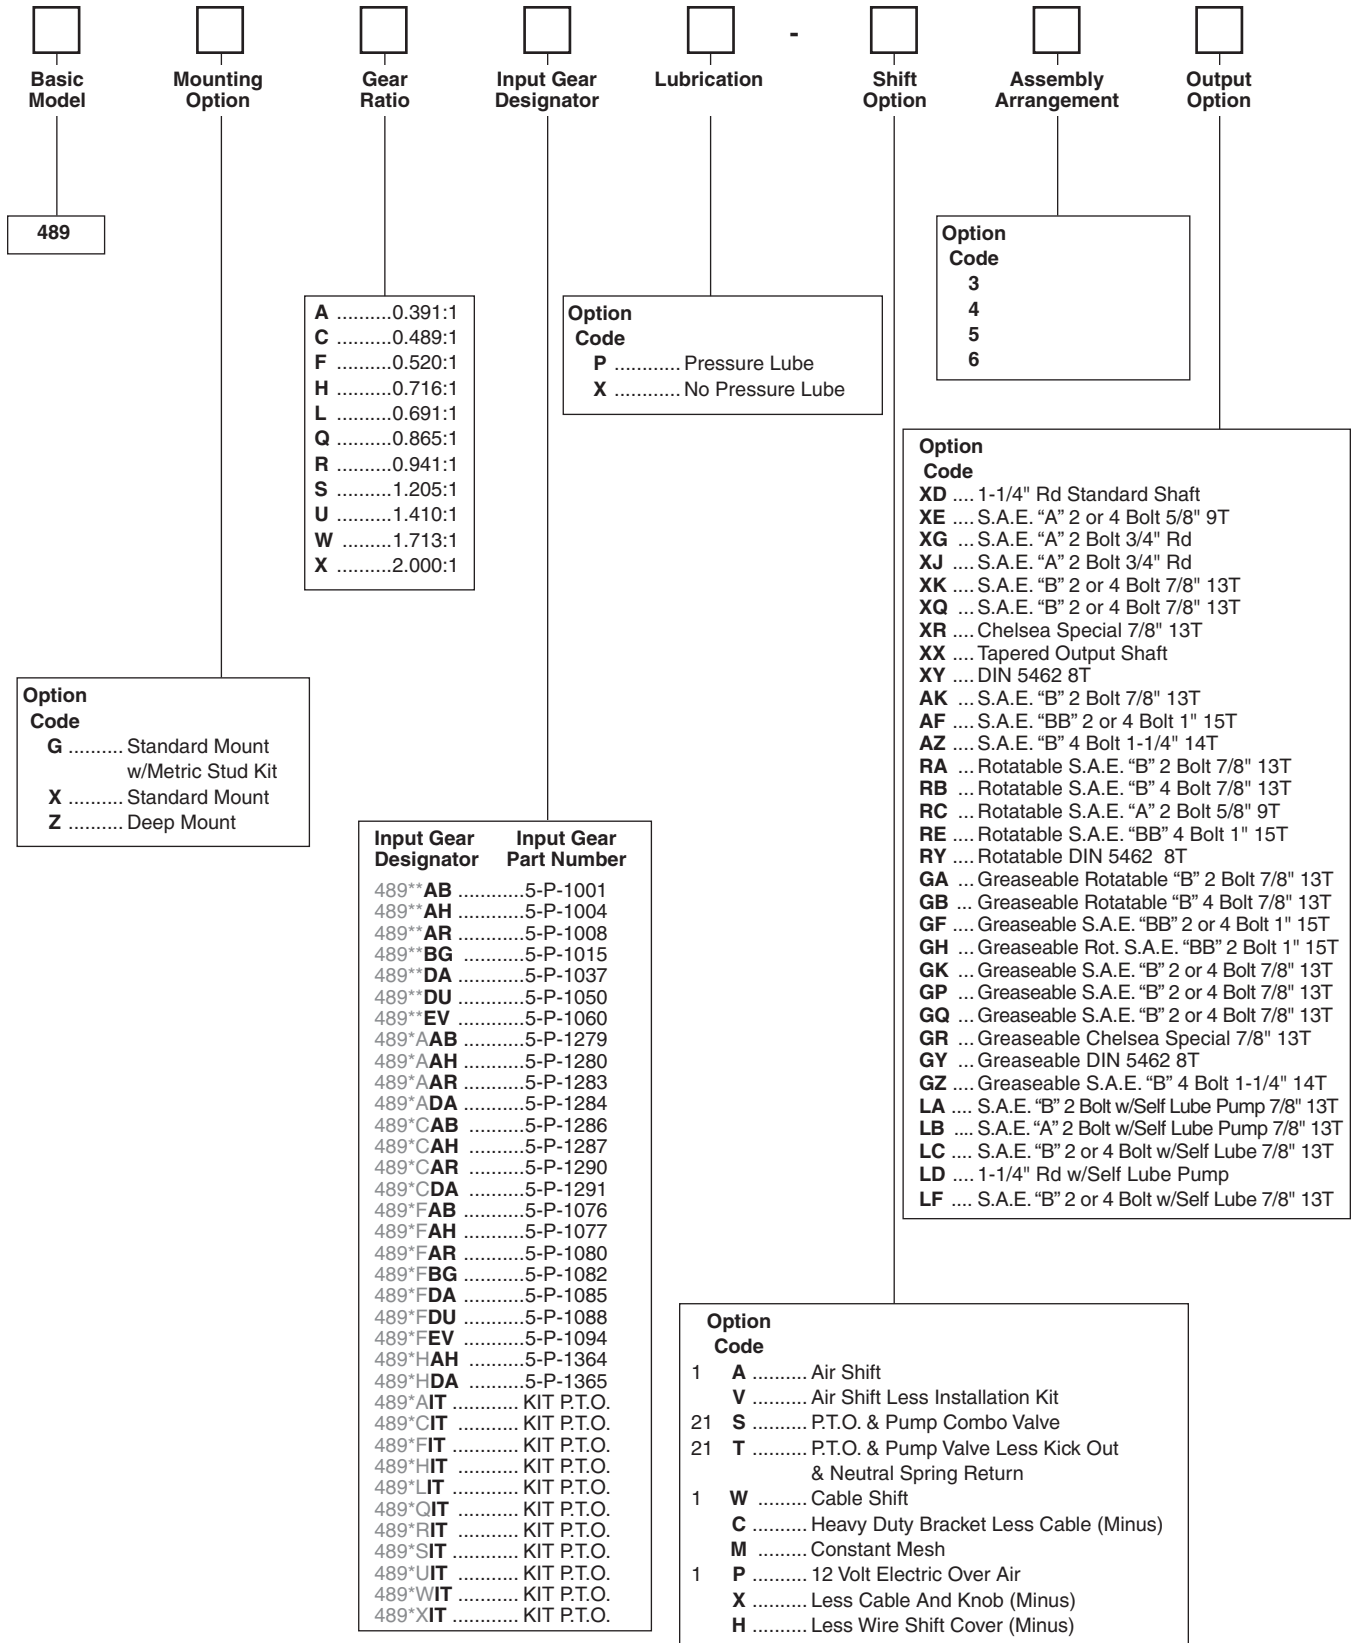 -
Basic Model
Mounting Option
Gear Ratio
Input Gear Designator
Lubrication
Shift Option
Assembly Arrangement
Output Option
489
A ..........0.391:1
C ..........0.489:1
F ..........0.520:1
H ..........0.716:1
L ..........0.691:1
Q ..........0.865:1
R ..........0.941:1
S ..........1.205:1
U ..........1.410:1
W .........1.713:1
X ..........2.000:1
Option
Code
P ............ Pressure Lube
X ............ No Pressure Lube
Option
Code
3
4
5
6
Option
Code
XD .... 1-1/4" Rd Standard Shaft
XE .... S.A.E. “A” 2 or 4 Bolt 5/8" 9T
XG ... S.A.E. “A” 2 Bolt 3/4" Rd
XJ .... S.A.E. “A” 2 Bolt 3/4" Rd
XK .... S.A.E. “B” 2 or 4 Bolt 7/8" 13T
XQ ... S.A.E. “B” 2 or 4 Bolt 7/8" 13T
XR .... Chelsea Special 7/8" 13T
XX .... Tapered Output Shaft
XY .... DIN 5462 8T
AK ... S.A.E. “B” 2 Bolt 7/8" 13T
AF .... S.A.E. “BB” 2 or 4 Bolt 1" 15T
AZ .... S.A.E. “B” 4 Bolt 1-1/4" 14T
RA ... Rotatable S.A.E. “B” 2 Bolt 7/8" 13T
RB ... Rotatable S.A.E. “B” 4 Bolt 7/8" 13T
RC ... Rotatable S.A.E. “A” 2 Bolt 5/8" 9T
RE ... Rotatable S.A.E. “BB” 4 Bolt 1" 15T
RY .... Rotatable DIN 5462 8T
GA ... Greaseable Rotatable “B” 2 Bolt 7/8" 13T
GB ... Greaseable Rotatable “B” 4 Bolt 7/8" 13T
GF .... Greaseable S.A.E. “BB” 2 or 4 Bolt 1" 15T
GH ... Greaseable Rot. S.A.E. “BB” 2 Bolt 1" 15T
GK ... Greaseable S.A.E. “B” 2 or 4 Bolt 7/8" 13T
GP ... Greaseable S.A.E. “B” 2 or 4 Bolt 7/8" 13T
GQ ... Greaseable S.A.E. “B” 2 or 4 Bolt 7/8" 13T
GR ... Greaseable Chelsea Special 7/8" 13T
GY ... Greaseable DIN 5462 8T
GZ .... Greaseable S.A.E. “B” 4 Bolt 1-1/4" 14T
LA .... S.A.E. “B” 2 Bolt w/Self Lube Pump 7/8" 13T
LB .... S.A.E. “A” 2 Bolt w/Self Lube Pump 7/8" 13T
LC .... S.A.E. “B” 2 or 4 Bolt w/Self Lube 7/8" 13T
LD .... 1-1/4" Rd w/Self Lube Pump
LF .... S.A.E. “B” 2 or 4 Bolt w/Self Lube 7/8" 13T
Option
Code
G .......... Standard Mount
w/Metric Stud Kit
X .......... Standard Mount
Z .......... Deep Mount
Input Gear Input Gear
Designator Part Number
489**AB ...........5-P-1001
489**AH ...........5-P-1004
489**AR ...........5-P-1008
489**BG ...........5-P-1015
489**DA ...........5-P-1037
489**DU ...........5-P-1050
489**EV ...........5-P-1060
489*AAB ...........5-P-1279
489*AAH ...........5-P-1280
489*AAR ...........5-P-1283
489*ADA ...........5-P-1284
489*CAB ...........5-P-1286
489*CAH ...........5-P-1287
489*CAR ...........5-P-1290
489*CDA ...........5-P-1291
489*FAB ...........5-P-1076
489*FAH ...........5-P-1077
489*FAR ...........5-P-1080
489*FBG ...........5-P-1082
489*FDA ...........5-P-1085
489*FDU ...........5-P-1088
489*FEV ...........5-P-1094
489*HAH ...........5-P-1364
489*HDA ...........5-P-1365
489*AIT ............ KIT P.T.O.
489*CIT ............ KIT P.T.O.
489*FIT ............ KIT P.T.O.
489*HIT ............ KIT P.T.O.
489*LIT ............ KIT P.T.O.
489*QIT ............ KIT P.T.O.
489*RIT ............ KIT P.T.O.
489*SIT ............ KIT P.T.O.
489*UIT ............ KIT P.T.O.
489*WIT ............ KIT P.T.O.
489*XIT ............ KIT P.T.O.
Option
Code
1 A .......... Air Shift
V .......... Air Shift Less Installation Kit
21 S .......... P.T.O. & Pump Combo Valve
21 T .......... P.T.O. & Pump Valve Less Kick Out
& Neutral Spring Return
1 W ......... Cable Shift
C .......... Heavy Duty Bracket Less Cable (Minus)
M ......... Constant Mesh
1 P .......... 12 Volt Electric Over Air
X .......... Less Cable And Knob (Minus)
H .......... Less Wire Shift Cover (Minus)